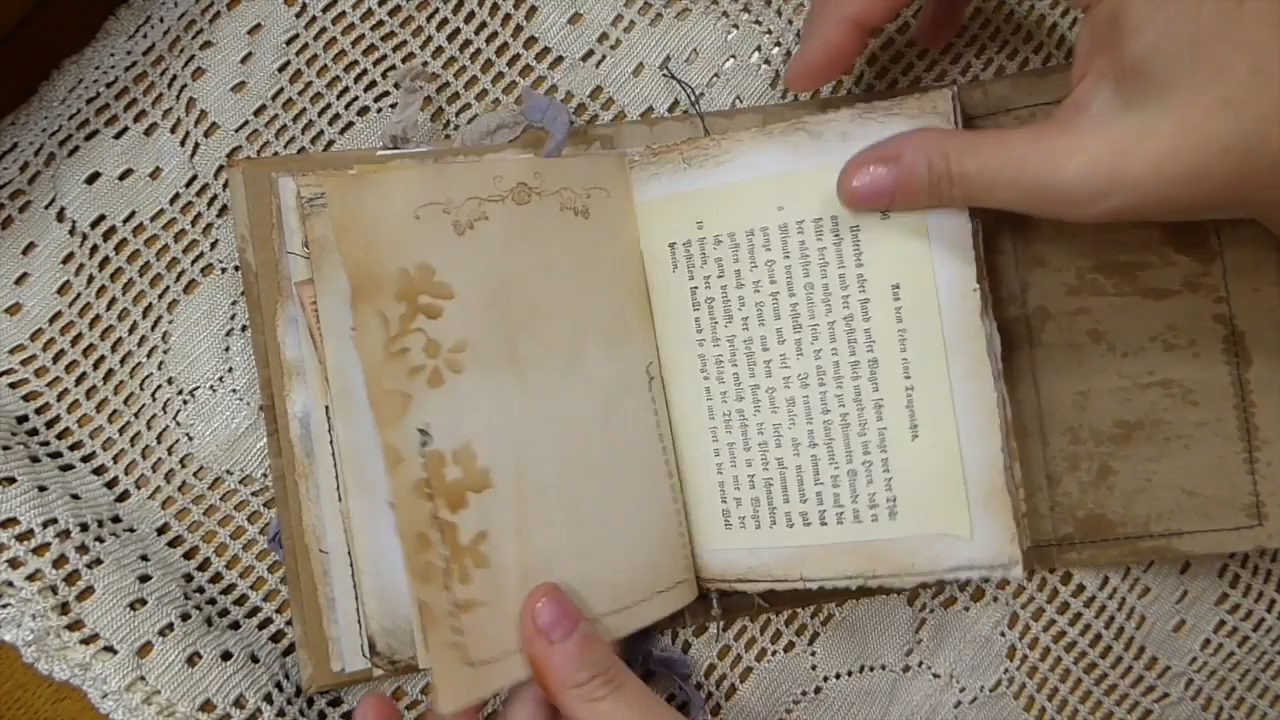 Aus dem Leben eines Taugenichts.
Unterdes aber stand unser Wagen schon lange vor der Thür
angespannt und der Postillon stieß ungeduldig ins Horn, daß er
hätte bersten mögen, denn er mußte zur bestimmten Stunde auf
der nächsten Station sein, da alles durch Laufzettel¹ bis auf die
5 Minute voraus bestellt war. Ich rannte noch einmal um das
ganze Haus herum und rief die Maler, aber niemand gab
Antwort, die Leute aus dem Hause liefen zusammen und
gafften mich an, der Postillon fluchte, die Pferde schnaubten,
ich, ganz verblüfft, springe endlich geschwind in den Wagen
10 hinein, der Hausknecht schlägt die Thür hinter mir zu, der
Postillon knallt und so ging's mit mir fort in die weite Welt
hinein.